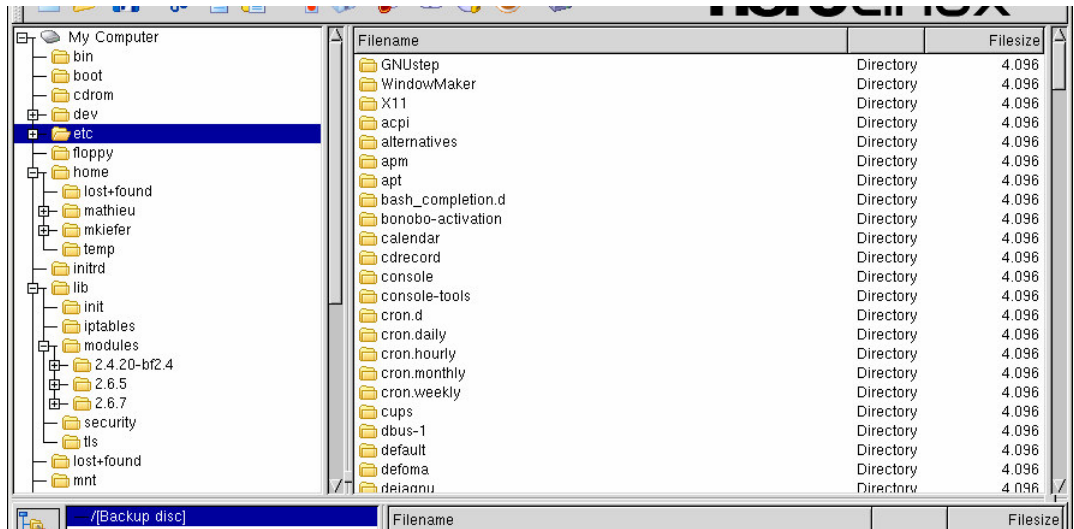 My Computer
bin
boot
cdrom
dev
etc
floppy
home
lost+found
mathieu
mkiefer
temp
initrd
lib
init
iptables
modules
2.4.20-bf2.4
2.6.5
2.6.7
security
tls
lost+found
mnt
Filename Filesize
GNUstep Directory 4.096
WindowMaker Directory 4.096
X11 Directory 4.096
acpi Directory 4.096
alternatives Directory 4.096
apm Directory 4.096
apt Directory 4.096
bash_completion.d Directory 4.096
bonobo-activation Directory 4.096
calendar Directory 4.096
cdrecord Directory 4.096
console Directory 4.096
console-tools Directory 4.096
cron.d Directory 4.096
cron.daily Directory 4.096
cron.hourly Directory 4.096
cron.monthly Directory 4.096
cron.weekly Directory 4.096
cups Directory 4.096
dbus-1 Directory 4.096
default Directory 4.096
defoma Directory 4.096
dejagnu Directory 4.096
/[Backup disc]
Filename Filesize